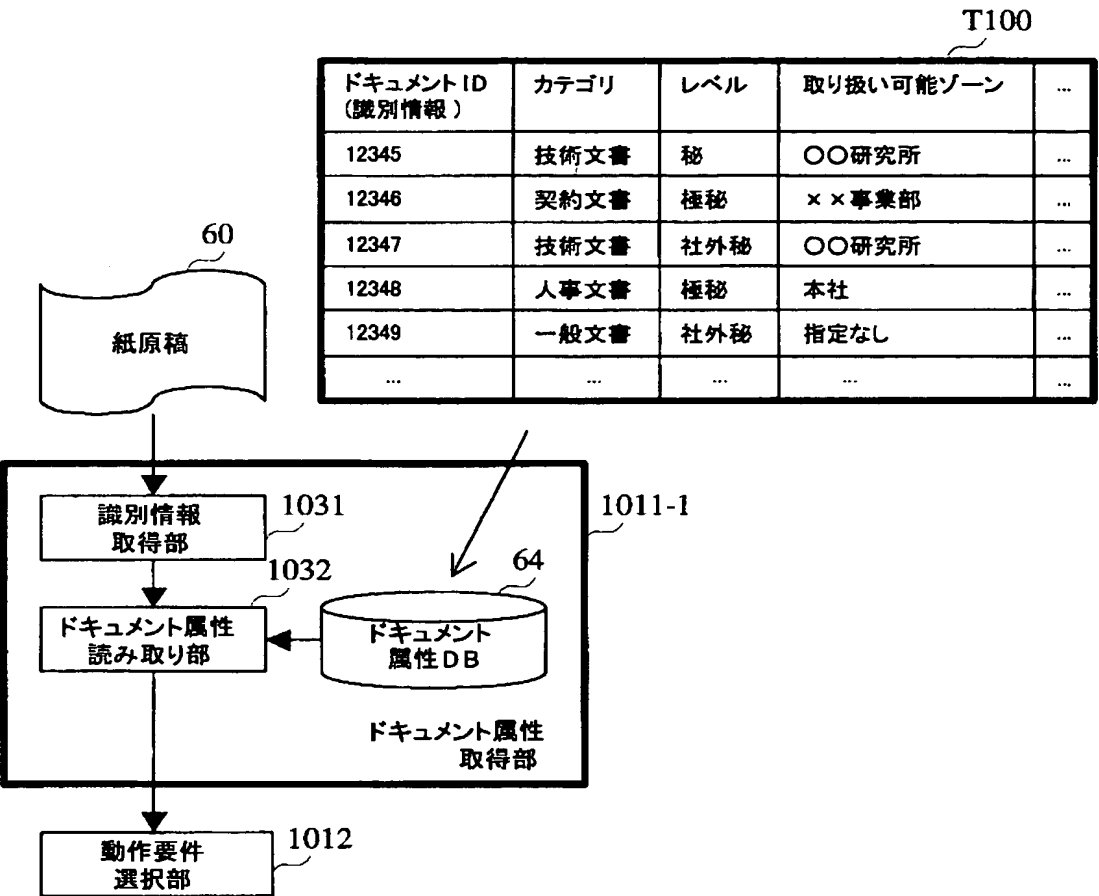 T100
ドキュメントID カテゴリ レベル 取り扱い可能ゾーン ...
(識別情報)
12345 技術文書 秘 〇〇研究所 ...
12346 契約文書 極秘 ××事業部 ...
12347 技術文書 社外秘 〇〇研究所 ...
12348 人事文書 極秘 本社 ...
12349 一般文書 社外秘 指定なし ...
... ... ... ... ...
60
紙原稿
識別情報
取得部
1031
1011-1
1032
ドキュメント属性
読み取り部
64
ドキュメント
属性DB
ドキュメント属性
取得部
動作要件
選択部
1012